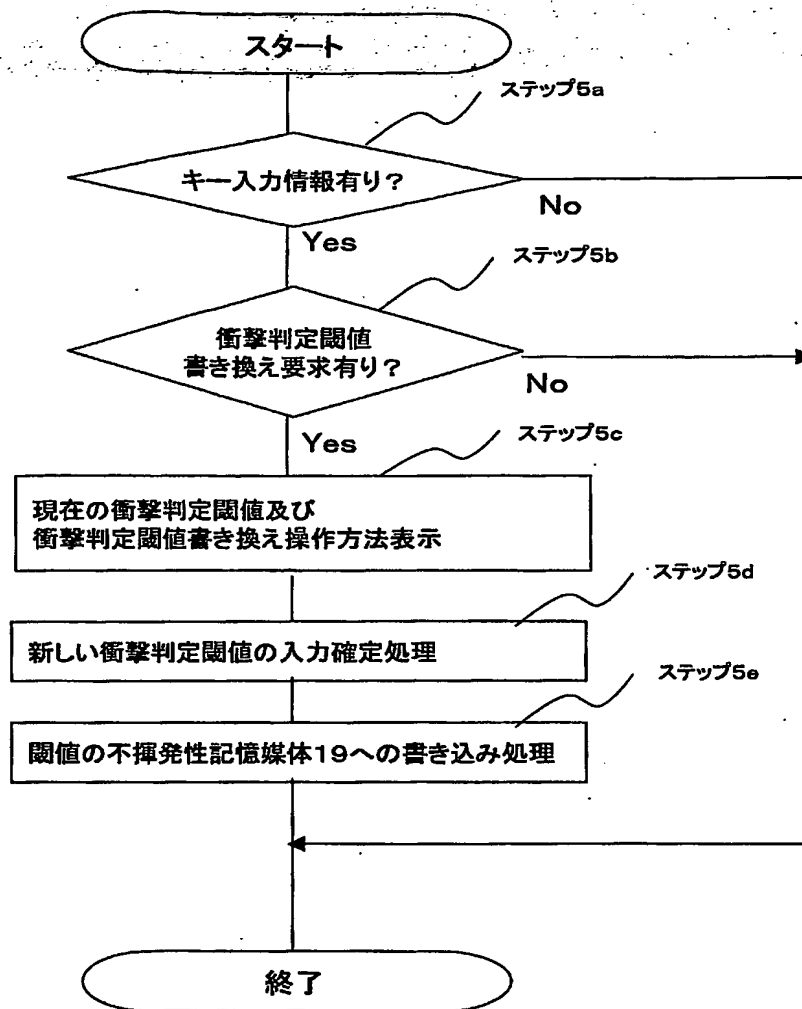 スタート
ステップ5a
キー入力情報有り？
No
Yes
ステップ5b
衝撃判定閾値
書き換え要求有り？
No
Yes
ステップ5c
現在の衝撃判定閾値及び
衝撃判定閾値書き換え操作方法表示
ステップ5d
新しい衝撃判定閾値の入力確定処理
ステップ5e
閾値の不揮発性記憶媒体19への書き込み処理
終了